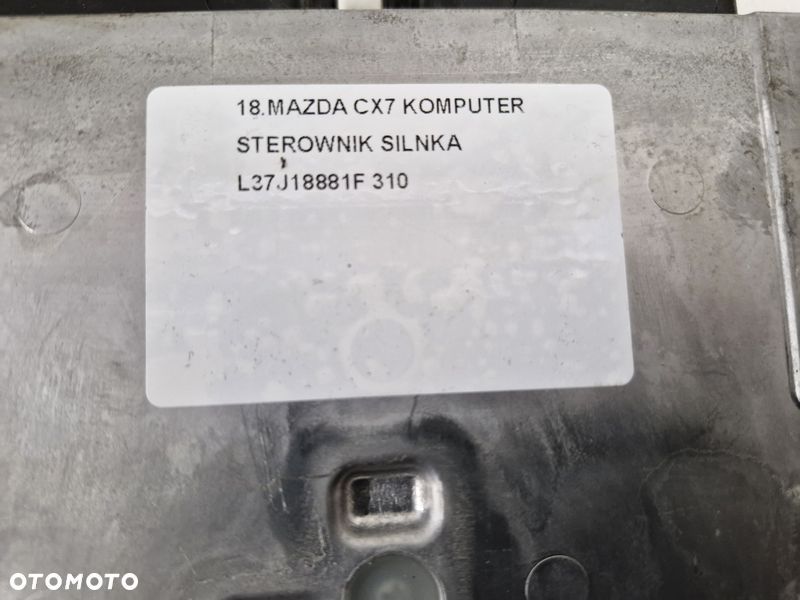 18.MAZDA CX7 KOMPUTER
STEROWNIK SILNKA
L37J18881F 310
OTOMOTO